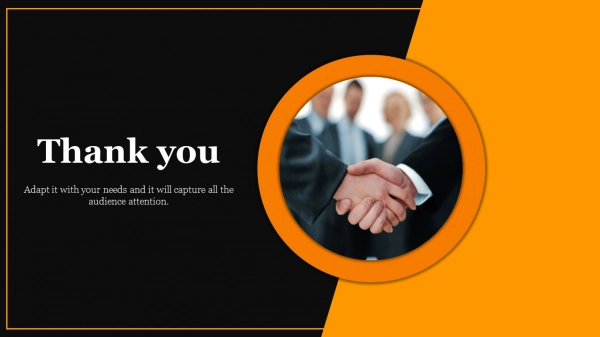 Thank you
Adapt it with your needs and it will capture all the
audience attention.